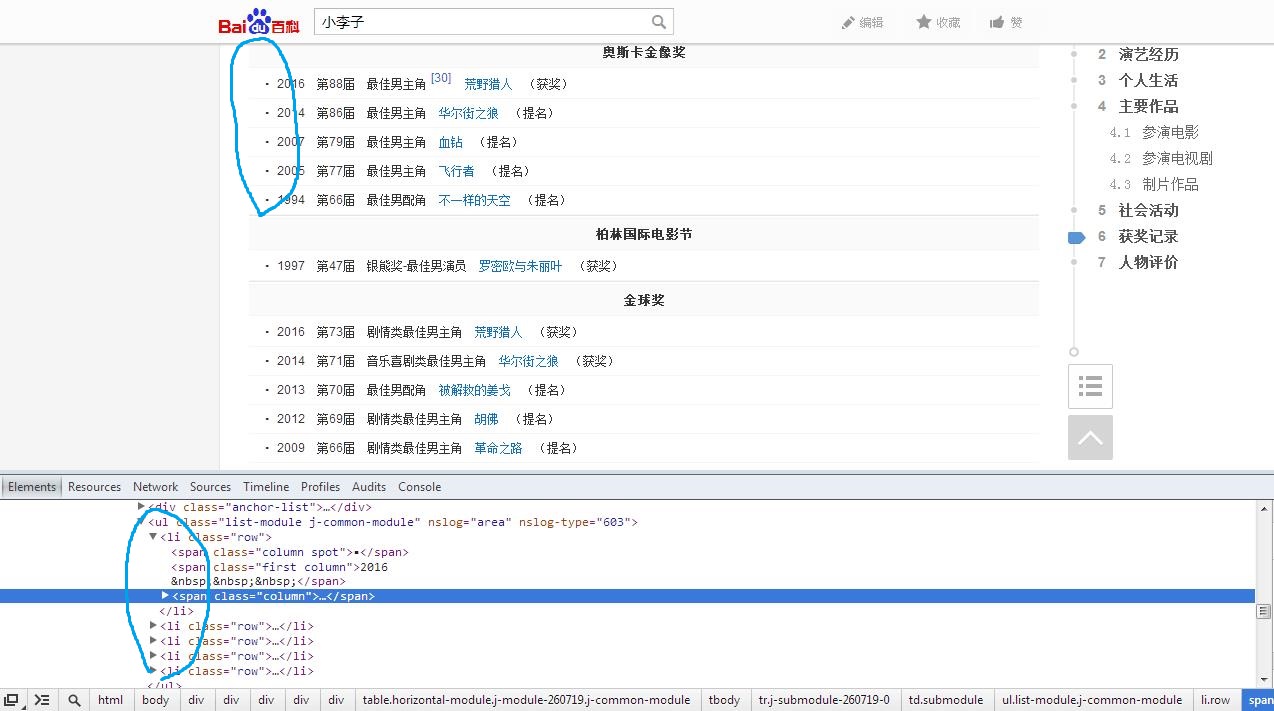 Bai du 百科 小李子 编辑 收藏 赞
奥斯卡金像奖
· 2016 第88届 最佳男主角 [30] 荒野猎人 （获奖）
· 2014 第86届 最佳男主角 华尔街之狼 （提名）
· 2007 第79届 最佳男主角 血钻 （提名）
· 2005 第77届 最佳男主角 飞行者 （提名）
· 1994 第66届 最佳男配角 不一样的天空 （提名）
柏林国际电影节
· 1997 第47届 银熊奖-最佳男演员 罗密欧与朱丽叶 （获奖）
金球奖
· 2016 第73届 剧情类最佳男主角 荒野猎人 （获奖）
· 2014 第71届 音乐喜剧类最佳男主角 华尔街之狼 （获奖）
· 2013 第70届 最佳男配角 被解救的姜戈 （提名）
· 2012 第69届 剧情类最佳男主角 胡佛 （提名）
· 2009 第66届 剧情类最佳男主角 革命之路 （提名）
2 演艺经历
3 个人生活
4 主要作品
4.1 参演电影
4.2 参演电视剧
4.3 制片作品
5 社会活动
6 获奖记录
7 人物评价
Elements Resources Network Sources Timeline Profiles Audits Console
<div class="anchor-list">…</div>
<ul class="list-module j-common-module" nslog="area" nslog-type="603">
<li class="row">
<span class="column spot">▪</span>
<span class="first column">2016
&nbsp;&nbsp;&nbsp;</span>
<span class="column">…</span>
</li>
<li class="row">…</li>
<li class="row">…</li>
<li class="row">…</li>
<li class="row">…</li>
</ul>
html body div div div div div table.horizontal-module.j-module-260719.j-common-module tbody tr.j-submodule-260719-0 td.submodule ul.list-module.j-common-module li.row span